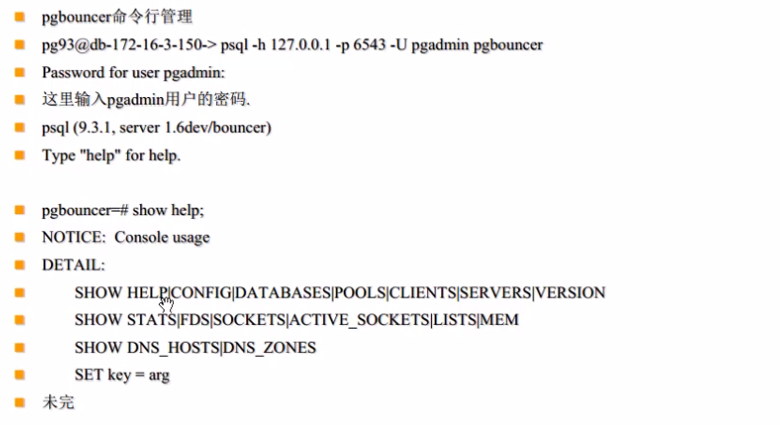 pgbouncer命令行管理
pg93@db-172-16-3-150-> psql -h 127.0.0.1 -p 6543 -U pgadmin pgbouncer
Password for user pgadmin:
这里输入pgadmin用户的密码.
psql (9.3.1, server 1.6dev/bouncer)
Type "help" for help.
pgbouncer=# show help;
NOTICE:  Console usage
DETAIL:
SHOW HELP|CONFIG|DATABASES|POOLS|CLIENTS|SERVERS|VERSION
SHOW STATS|FDS|SOCKETS|ACTIVE_SOCKETS|LISTS|MEM
SHOW DNS_HOSTS|DNS_ZONES
SET key = arg
未完